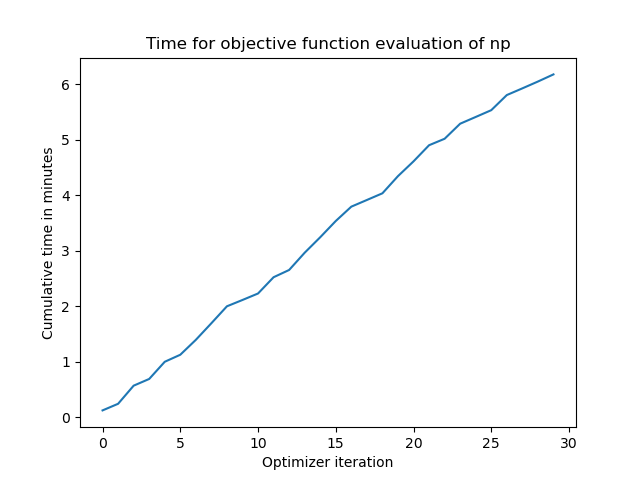 Time for objective function evaluation of np
Cumulative time in minutes
6
5
4
3
2
1
0
0 5 10 15 20 25 30
Optimizer iteration